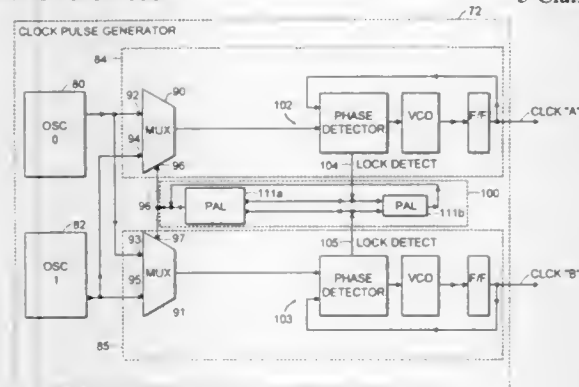 72
CLOCK PULSE GENERATOR
84
80
OSC
0
92
90
94
MUX
96
102
PHASE
DETECTOR
VCO
F/F
CLCK "A"
104
LOCK DETECT
96
PAL
111a
100
PAL
111b
82
OSC
1
93
97
95
MUX
91
105
LOCK DETECT
PHASE
DETECTOR
VCO
F/F
CLCK "B"
103
85